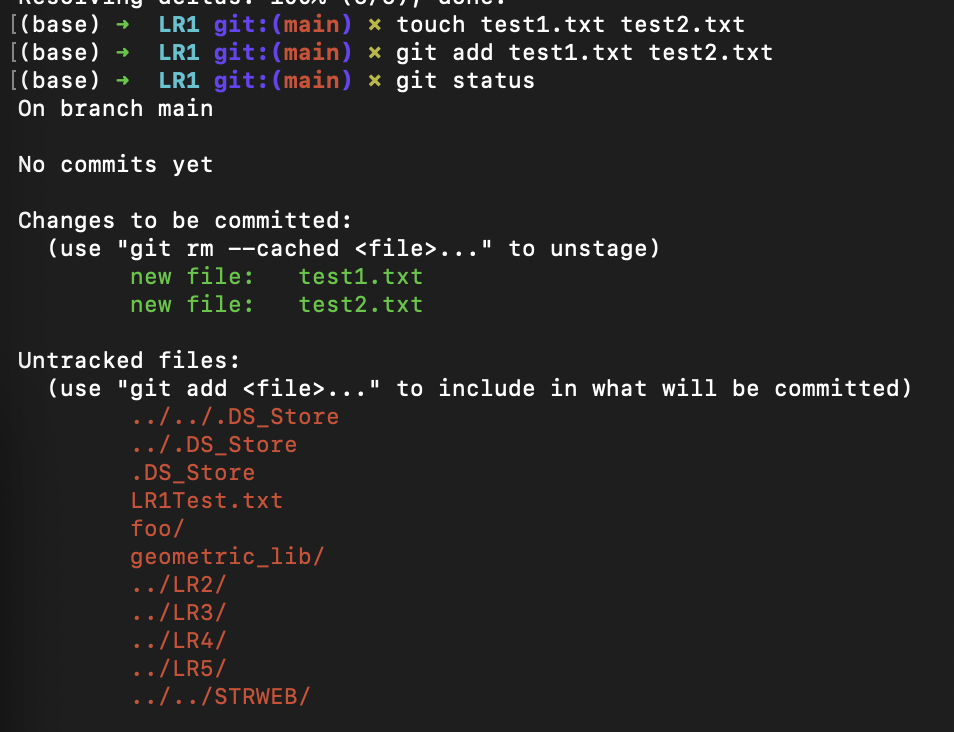 Resolving deltas: 100% (3/3), done.
[(base) ➜  LR1 git:(main) ✗ touch test1.txt test2.txt
[(base) ➜  LR1 git:(main) ✗ git add test1.txt test2.txt
[(base) ➜  LR1 git:(main) ✗ git status
On branch main

No commits yet

Changes to be committed:
  (use "git rm --cached <file>..." to unstage)
        new file:   test1.txt
        new file:   test2.txt

Untracked files:
  (use "git add <file>..." to include in what will be committed)
        ../../.DS_Store
        ../.DS_Store
        .DS_Store
        LR1Test.txt
        foo/
        geometric_lib/
        ../LR2/
        ../LR3/
        ../LR4/
        ../LR5/
        ../../STRWEB/